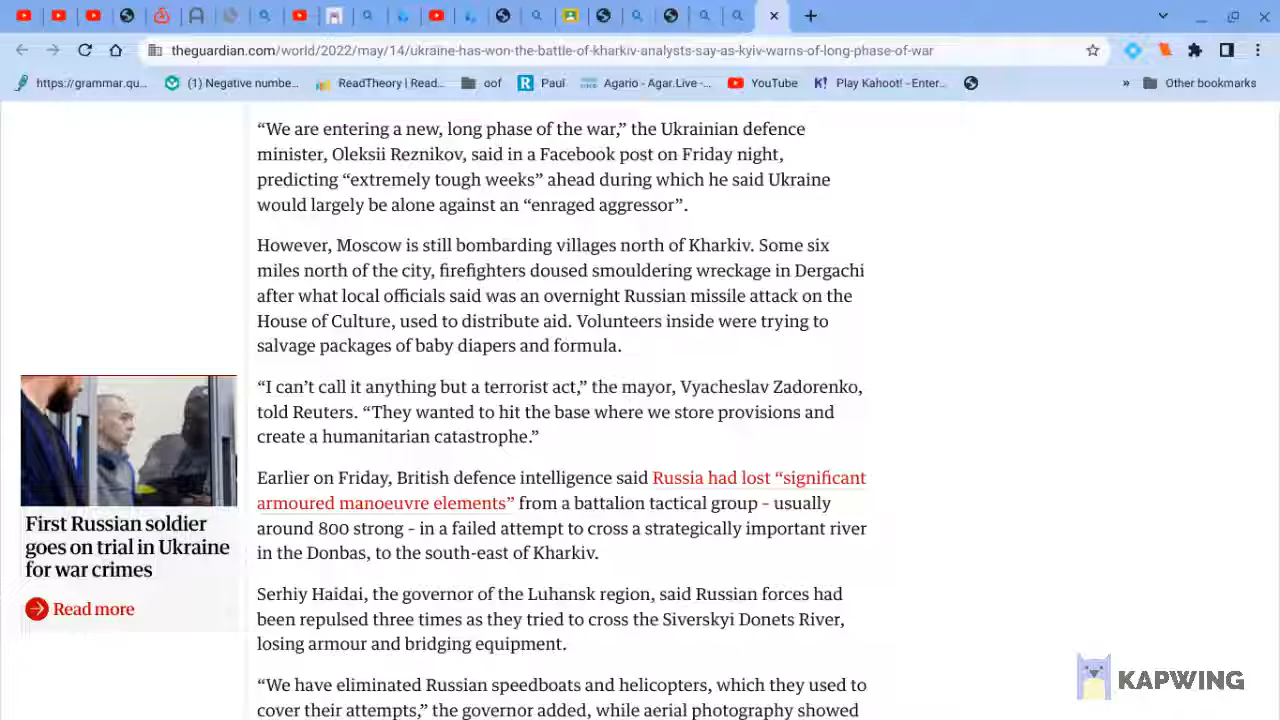 theguardian.com/world/2022/may/14/ukraine-has-won-the-battle-of-kharkiv-analysts-say-as-kyiv-warns-of-long-phase-of-war
https://grammar.qu... (1) Negative numbe... ReadTheory | Read... oof Paul Agario - Agar.Live -... YouTube K! Play Kahoot! - Enter... » Other bookmarks
“We are entering a new, long phase of the war,” the Ukrainian defence
minister, Oleksii Reznikov, said in a Facebook post on Friday night,
predicting “extremely tough weeks” ahead during which he said Ukraine
would largely be alone against an “enraged aggressor”.
However, Moscow is still bombarding villages north of Kharkiv. Some six
miles north of the city, firefighters doused smouldering wreckage in Dergachi
after what local officials said was an overnight Russian missile attack on the
House of Culture, used to distribute aid. Volunteers inside were trying to
salvage packages of baby diapers and formula.
“I can’t call it anything but a terrorist act,” the mayor, Vyacheslav Zadorenko,
told Reuters. “They wanted to hit the base where we store provisions and
create a humanitarian catastrophe.”
Earlier on Friday, British defence intelligence said Russia had lost “significant
armoured manoeuvre elements” from a battalion tactical group – usually
around 800 strong – in a failed attempt to cross a strategically important river
in the Donbas, to the south-east of Kharkiv.
Serhiy Haidai, the governor of the Luhansk region, said Russian forces had
been repulsed three times as they tried to cross the Siverskyi Donets River,
losing armour and bridging equipment.
“We have eliminated Russian speedboats and helicopters, which they used to
cover their attempts,” the governor added, while aerial photography showed
First Russian soldier
goes on trial in Ukraine
for war crimes
Read more
KAPWING